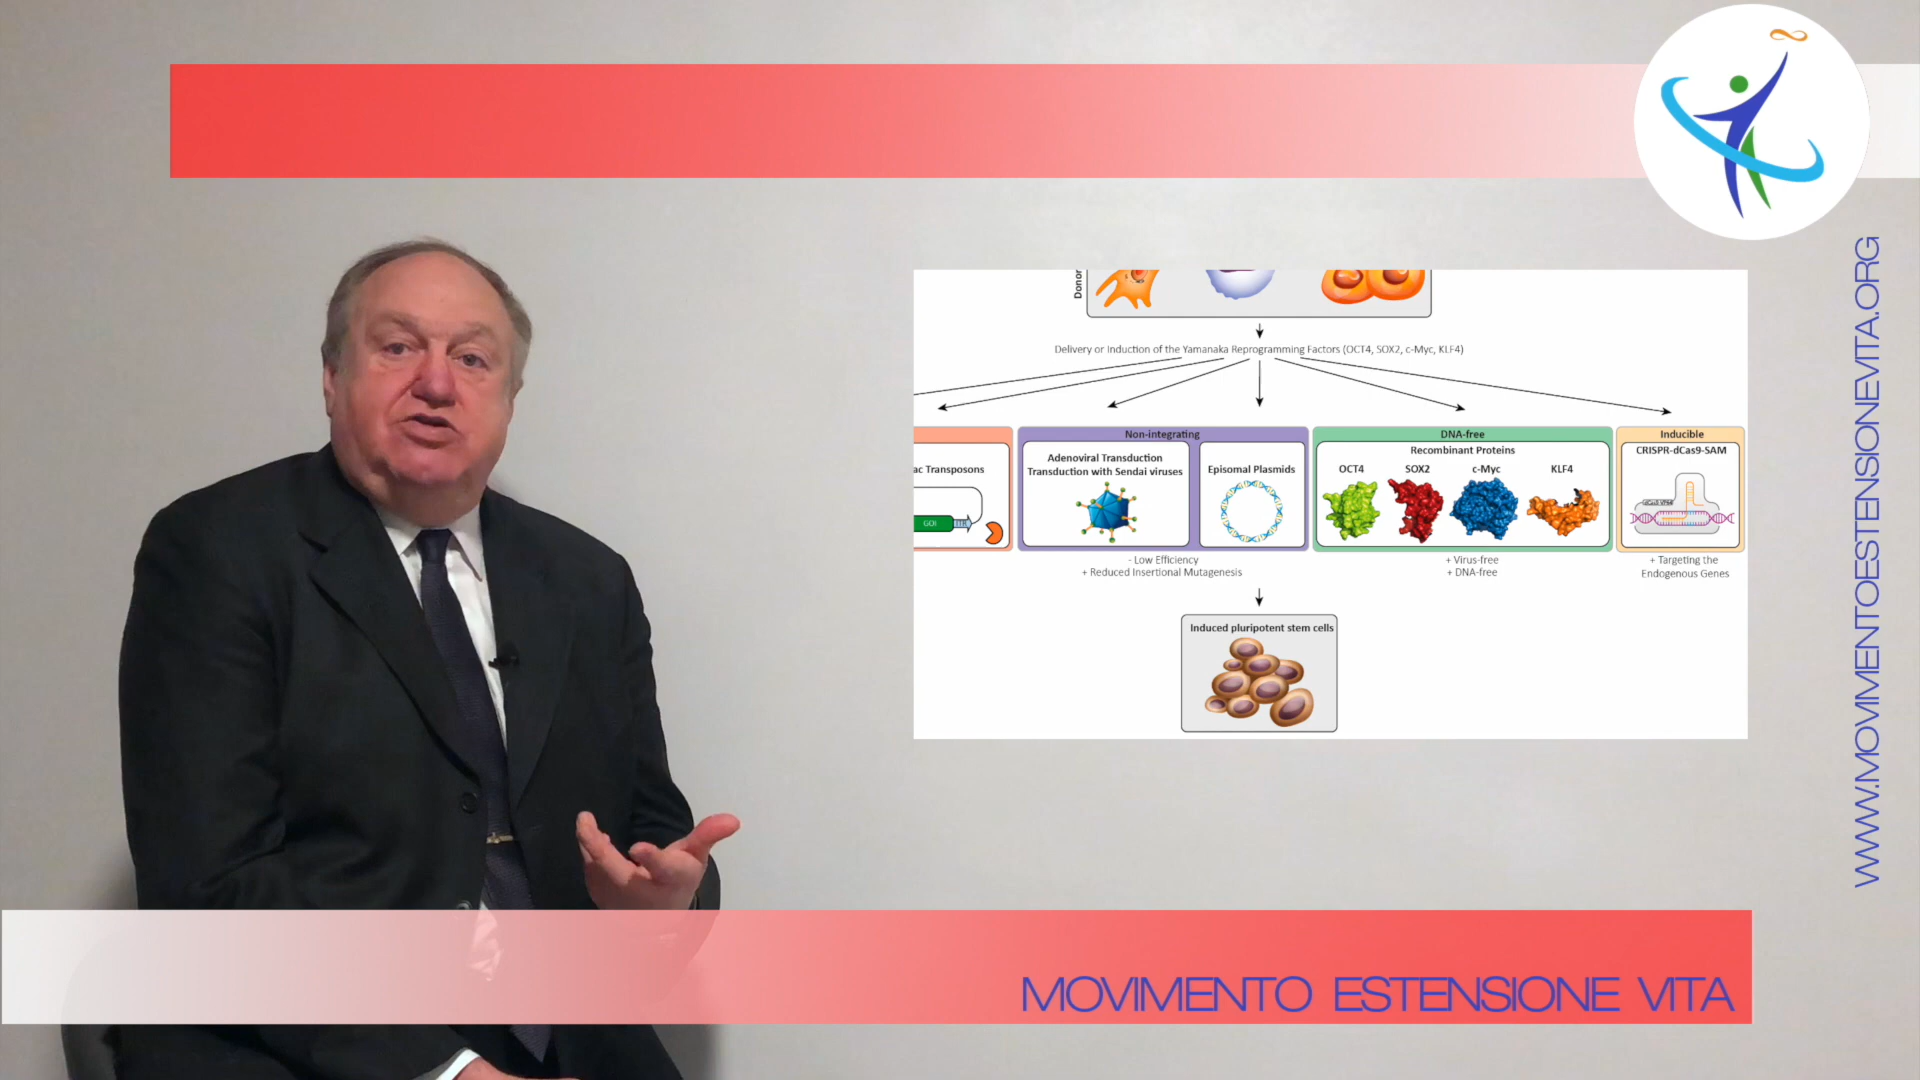 Donor
Delivery or Induction of the Yamanaka Reprogramming Factors (OCT4, SOX2, c-Myc, KLF4)
Non-integrating
DNA-free
Inducible
ac Transposons
Adenoviral Transduction
Transduction with Sendai viruses
Episomal Plasmids
Recombinant Proteins
OCT4
SOX2
c-Myc
KLF4
CRISPR-dCas9-SAM
GOI
- Low Efficiency
+ Reduced Insertional Mutagenesis
+ Virus-free
+ DNA-free
+ Targeting the
Endogenous Genes
Induced pluripotent stem cells
WWW.MOVIMENTOESTENSIONEVITA.ORG
MOVIMENTO ESTENSIONE VITA